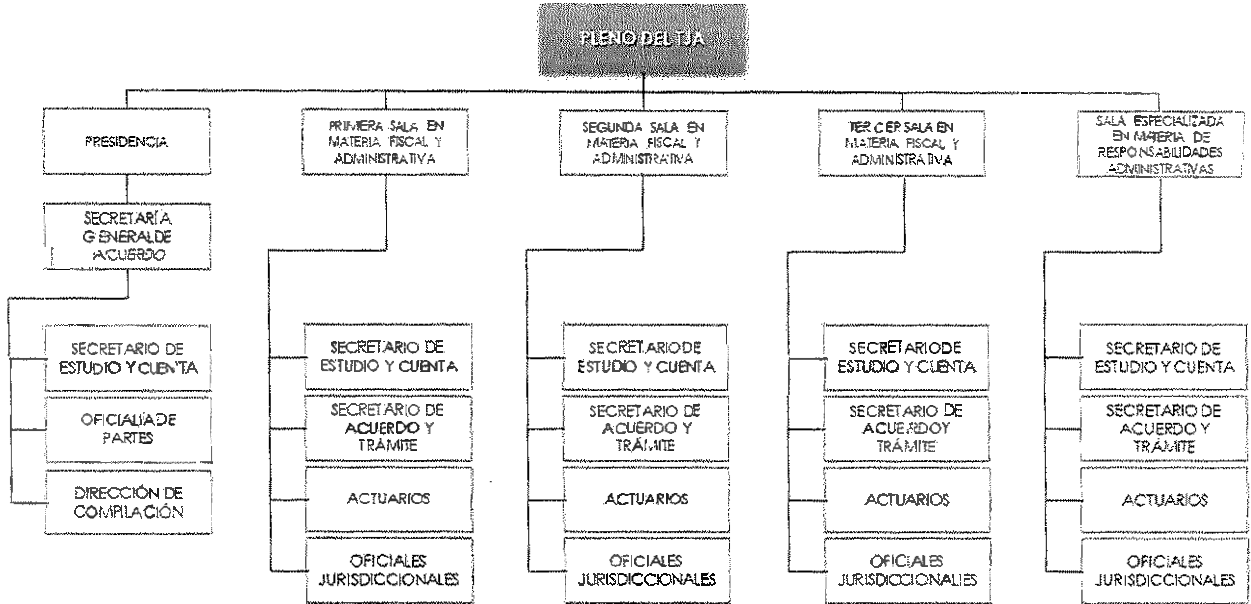 PLENO DEL TJA
PRESIDENCIA
SECRETARÍA
GENERAL DE
ACUERDO
SECRETARIO DE
ESTUDIO Y CUENTA
OFICIALÍA DE
PARTES
DIRECCIÓN DE
COMPILACIÓN
PRIMERA SALA EN
MATERIA FISCAL Y
ADMINISTRATIVA
SECRETARIO DE
ESTUDIO Y CUENTA
SECRETARIO DE
ACUERDO Y
TRÁMITE
ACTUARIOS
OFICIALES
JURISDICCIONALES
SEGUNDA SALA EN
MATERIA FISCAL Y
ADMINISTRATIVA
SECRETARIO DE
ESTUDIO Y CUENTA
SECRETARIO DE
ACUERDO Y
TRÁMITE
ACTUARIOS
OFICIALES
JURISDICCIONALES
TERCER SALA EN
MATERIA FISCAL Y
ADMINISTRATIVA
SECRETARIO DE
ESTUDIO Y CUENTA
SECRETARIO DE
ACUERDO Y
TRÁMITE
ACTUARIOS
OFICIALES
JURISDICCIONALES
SALA ESPECIALIZADA
EN MATERIA DE
RESPONSABILIDADES
ADMINISTRATIVAS
SECRETARIO DE
ESTUDIO Y CUENTA
SECRETARIO DE
ACUERDO Y
TRÁMITE
ACTUARIOS
OFICIALES
JURISDICCIONALES